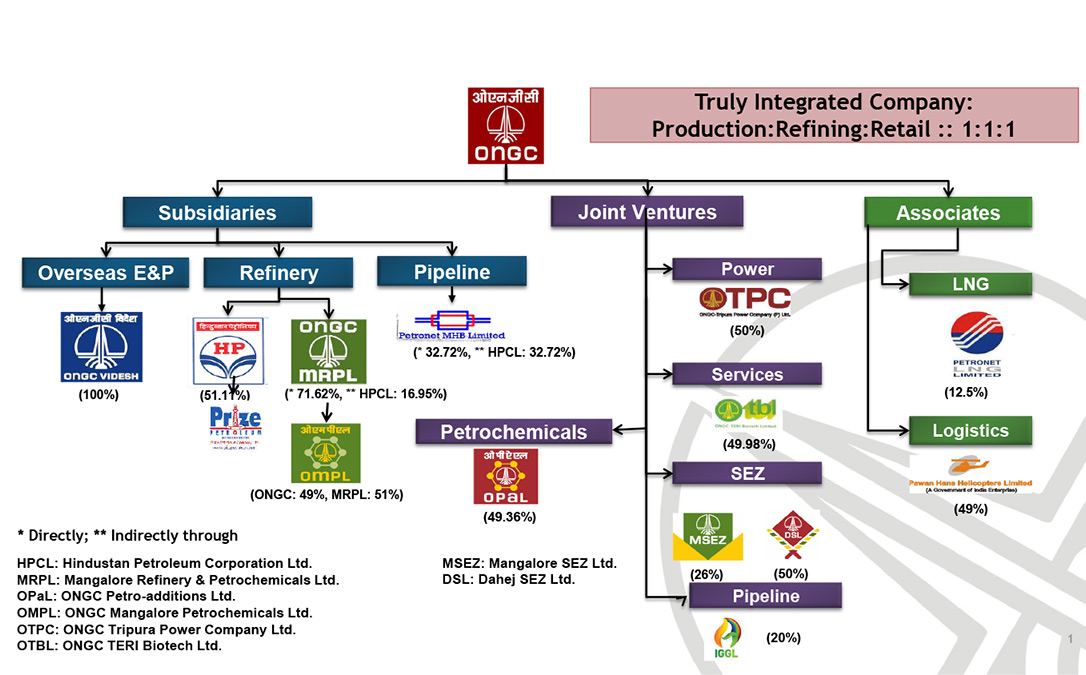 ओएनजीसी
ONGC
Truly Integrated Company:
Production:Refining:Retail :: 1:1:1
Subsidiaries
Joint Ventures
Associates
Overseas E&P
Refinery
Pipeline
Power
LNG
ओएनजीसी विदेश
ONGC VIDESH
(100%)
हिन्दुस्तान पेट्रोलियम
HP
(51.11%)
Prize
PETROLEUM
ONGC
MRPL
(* 71.62%, ** HPCL: 16.95%)
ओएमपीएल
OMPL
(ONGC: 49%, MRPL: 51%)
Petronet MHB Limited
(* 32.72%, ** HPCL: 32.72%)
OTPC
ONGC Tripura Power Company (P) Ltd.
(50%)
Services
tbl
ONGC TERI Biotech Limited
(49.98%)
Petrochemicals
ओपीऐएल
OPaL
(49.36%)
SEZ
MSEZ
(26%)
DSL
(50%)
Pipeline
IGGL
(20%)
PETRONET
LNG
LIMITED
(12.5%)
Logistics
Pawan Hans Helicopters Limited
(A Government of India Enterprise)
(49%)
* Directly; ** Indirectly through
HPCL: Hindustan Petroleum Corporation Ltd.
MRPL: Mangalore Refinery & Petrochemicals Ltd.
OPaL: ONGC Petro-additions Ltd.
OMPL: ONGC Mangalore Petrochemicals Ltd.
OTPC: ONGC Tripura Power Company Ltd.
OTBL: ONGC TERI Biotech Ltd.
MSEZ: Mangalore SEZ Ltd.
DSL: Dahej SEZ Ltd.
1